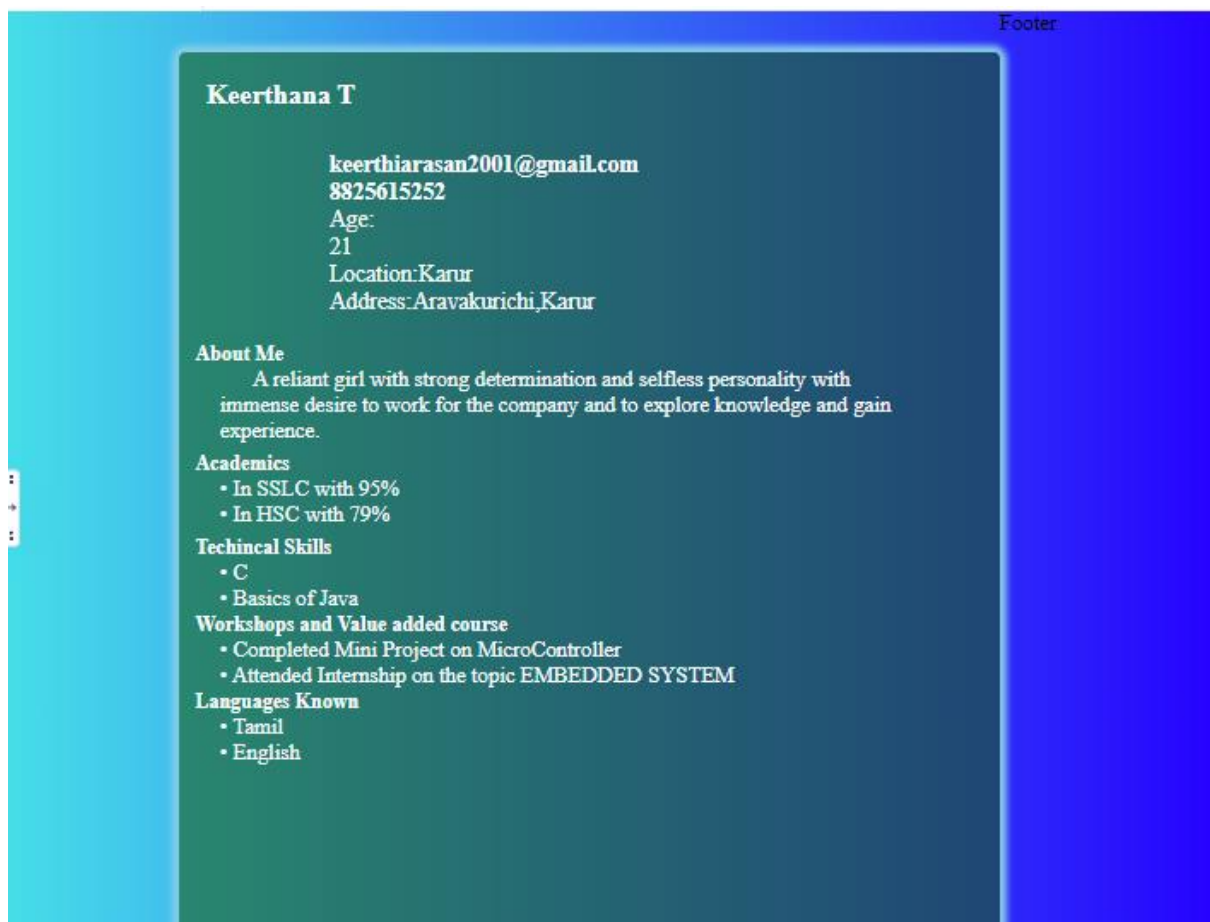 Footer
Keerthana T
keerthiarasan2001@gmail.com
8825615252
Age:
21
Location:Karur
Address:Aravakurichi,Karur
About Me
A reliant girl with strong determination and selfless personality with
immense desire to work for the company and to explore knowledge and gain
experience.
Academics
• In SSLC with 95%
• In HSC with 79%
Techincal Skills
• C
• Basics of Java
Workshops and Value added course
• Completed Mini Project on MicroController
• Attended Internship on the topic EMBEDDED SYSTEM
Languages Known
• Tamil
• English